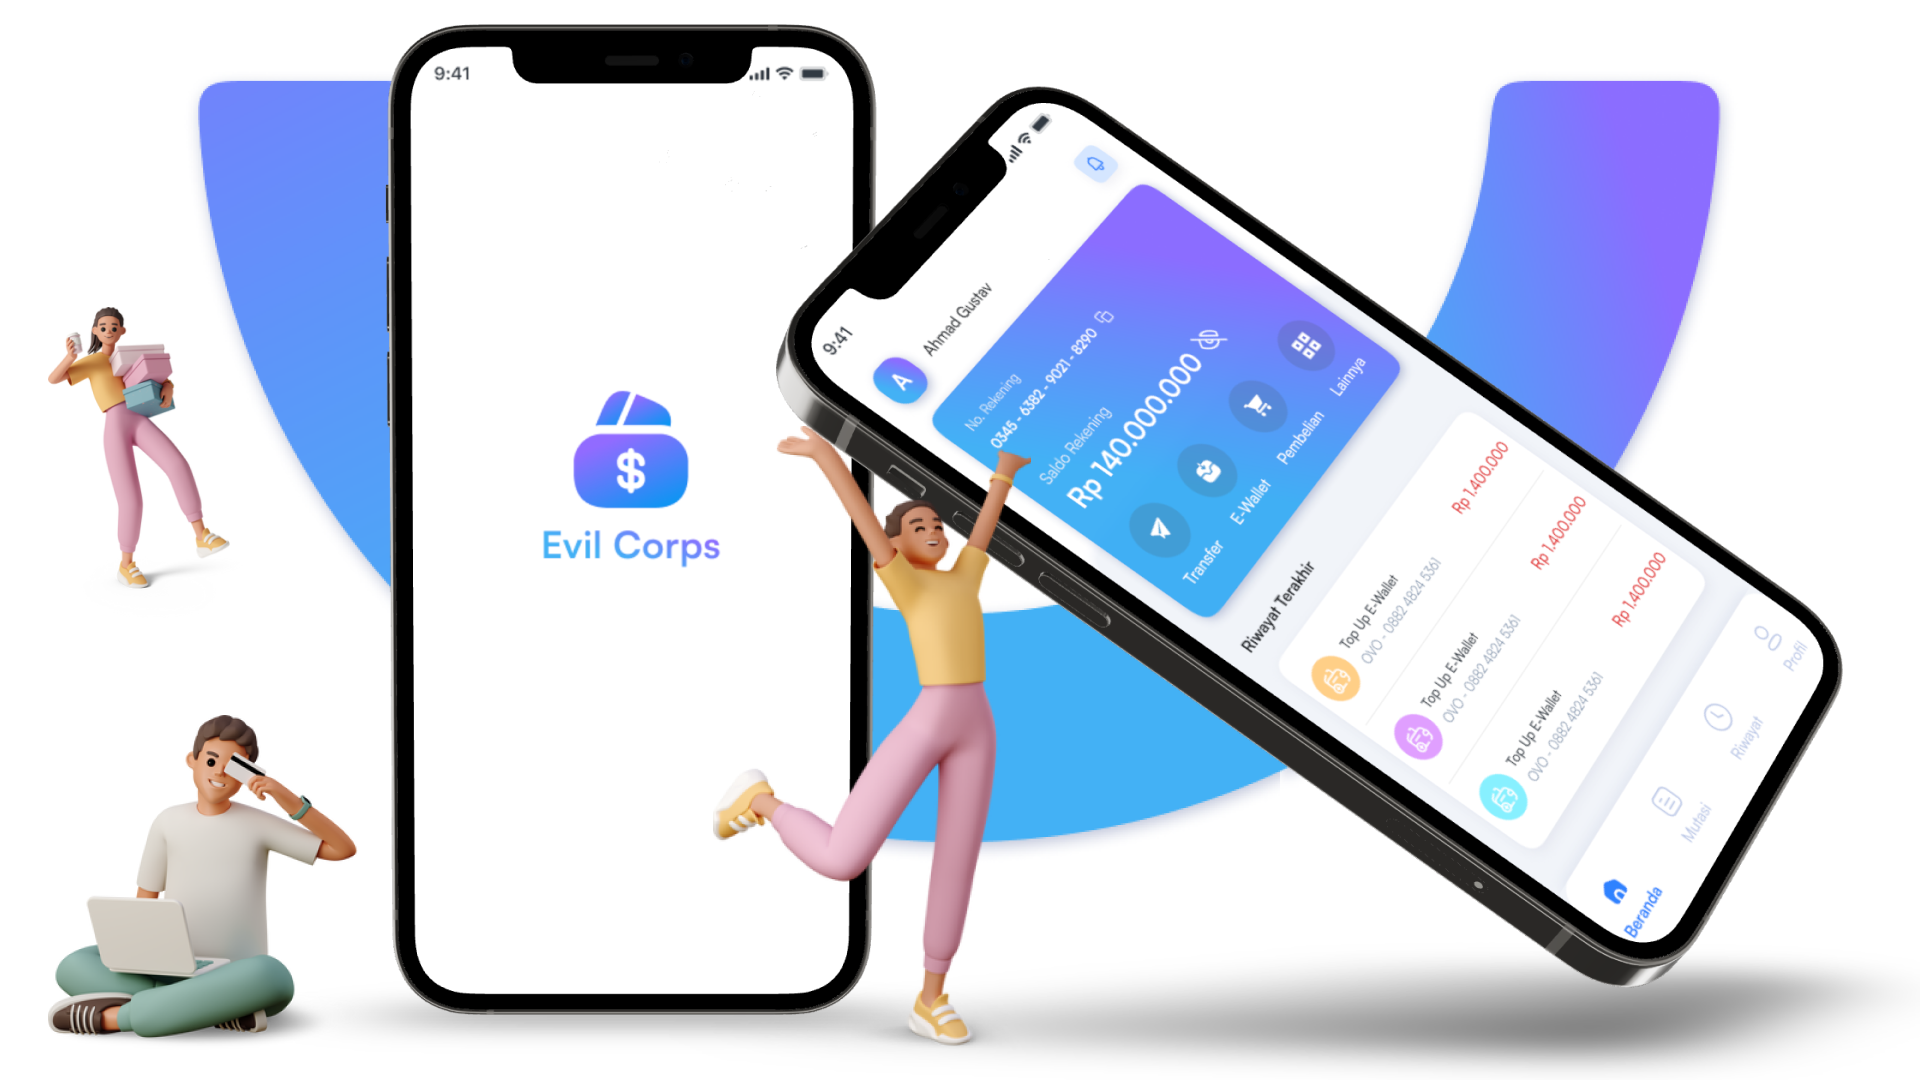 9:41
$
Evil Corps
9:41
A
Ahmad Gustav
No. Rekening
0345 - 6382 - 9021 - 8290
Saldo Rekening
Rp 140.000.000
Transfer
E-Wallet
Pembelian
Lainnya
Riwayat Terakhir
Top Up E-Wallet
OVO - 0882 4824 5361
Rp 1.400.000
Top Up E-Wallet
OVO - 0882 4824 5361
Rp 1.400.000
Top Up E-Wallet
OVO - 0882 4824 5361
Rp 1.400.000
Beranda
Mutasi
Riwayat
Profil